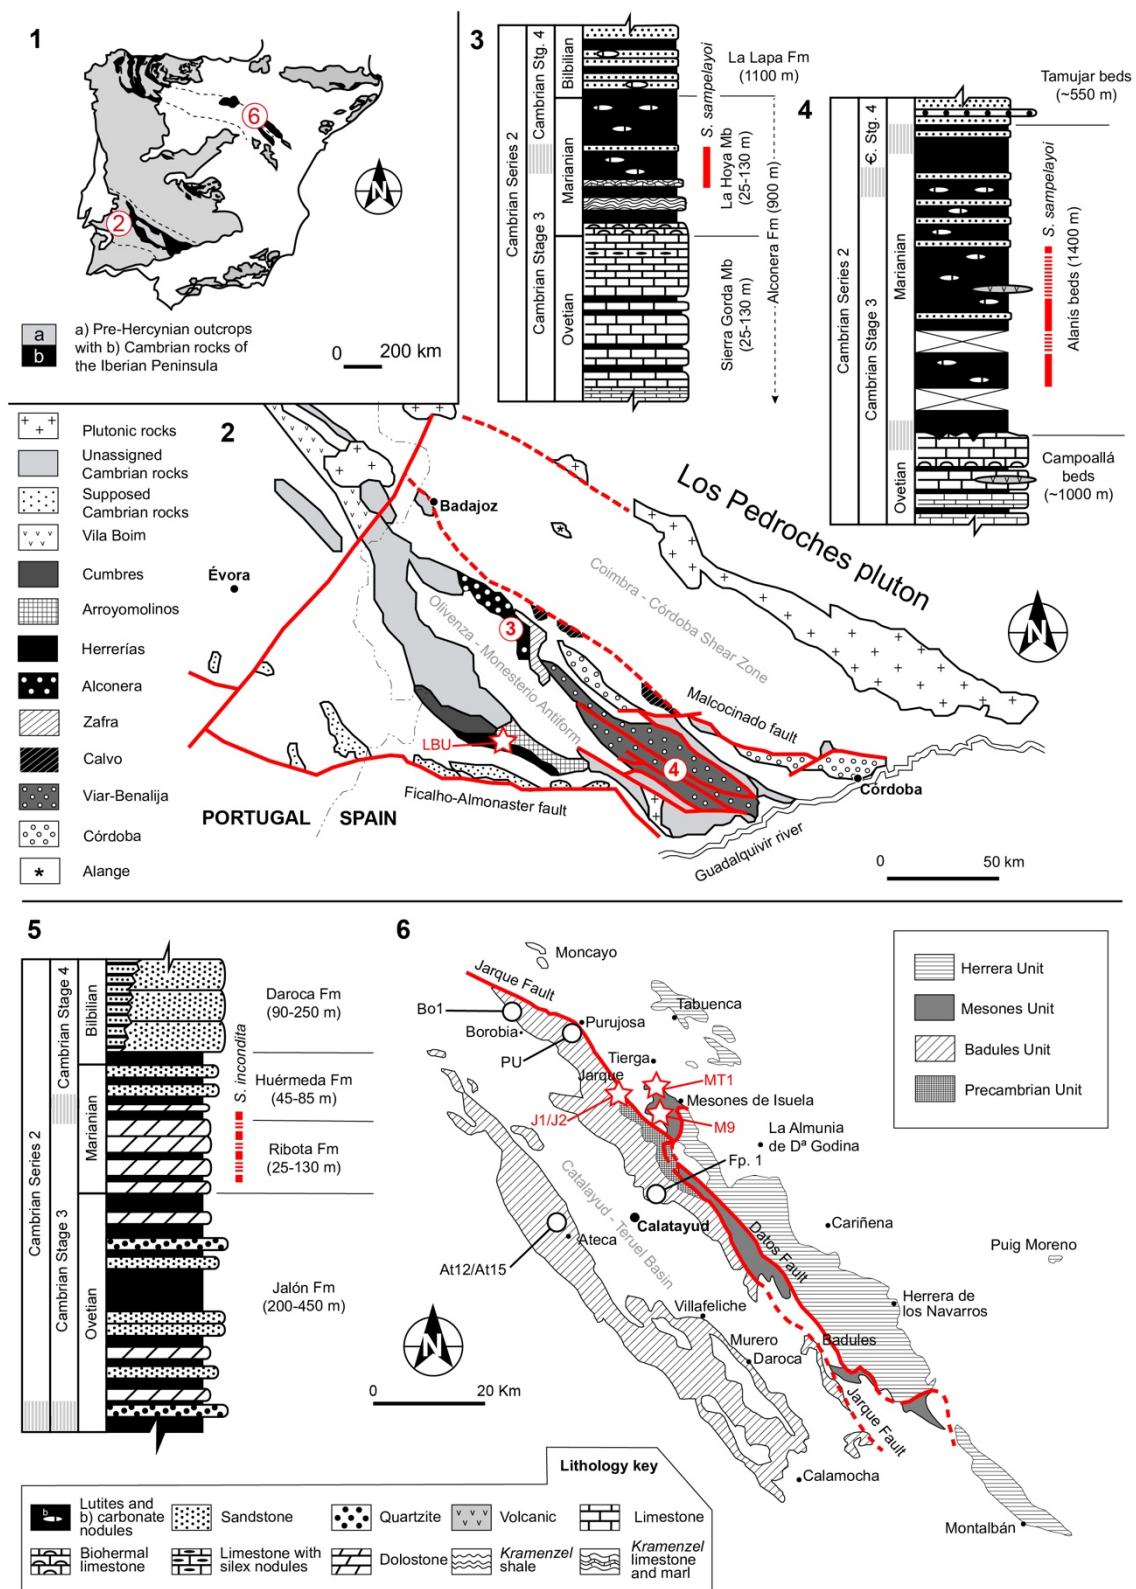 1
6
2
N
a
b
a) Pre-Hercynian outcrops
with b) Cambrian rocks of
the Iberian Peninsula
0 200 km
3
Cambrian Series 2
Cambrian Stg. 4
Cambrian Stage 3
Bilbilian
Marianian
Ovetian
S. sampelayoi
La Lapa Fm
(1100 m)
La Hoya Mb
(25-130 m)
Sierra Gorda Mb
(25-130 m)
Alconera Fm (900 m)
4
Cambrian Series 2
Є. Stg. 4
Cambrian Stage 3
Marianian
Ovetian
S. sampelayoi
Tamujar beds
(~550 m)
Alanís beds (1400 m)
Campoallá
beds
(~1000 m)
2
Plutonic rocks
Unassigned
Cambrian rocks
Supposed
Cambrian rocks
Vila Boim
Cumbres
Arroyomolinos
Herrerías
Alconera
Zafra
Calvo
Viar-Benalija
Córdoba
* Alange
Badajoz
Évora
*
Los Pedroches pluton
Coimbra - Córdoba Shear Zone
Olivenza - Monesterio Antiform
3
4
LBU
Malcocinado fault
Córdoba
Ficalho-Almonaster fault
PORTUGAL SPAIN
Guadalquivir river
N
0 50 km
5
Cambrian Series 2
Cambrian Stage 4
Cambrian Stage 3
Bilbilian
Marianian
Ovetian
S. incondita
Daroca Fm
(90-250 m)
Huérmeda Fm
(45-85 m)
Ribota Fm
(25-130 m)
Jalón Fm
(200-450 m)
6
Moncayo
Jarque Fault
Tabuenca
Bo1
Borobia
Purujosa
PU
Tierga
Jarque
MT1
Mesones de Isuela
J1/J2
M9
La Almunia
de Dª Godina
Fp. 1
Catalayud - Teruel Basin
Calatayud
Cariñena
Datos Fault
Puig Moreno
Ateca
At12/At15
Herrera de
los Navarros
Villafeliche
Murero
Badules
Daroca
Jarque Fault
Calamocha
Montalbán
N
0 20 Km
Herrera Unit
Mesones Unit
Badules Unit
Precambrian Unit
Lithology key
b
Lutites and
b) carbonate
nodules
Sandstone
Quartzite
Volcanic
Limestone
Biohermal
limestone
Limestone with
silex nodules
Dolostone
Kramenzel
shale
Kramenzel
limestone
and marl